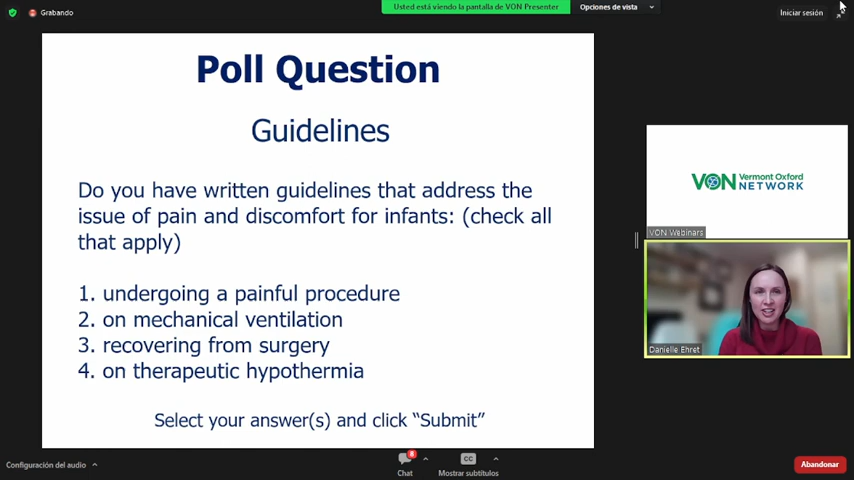 Grabando
Usted está viendo la pantalla de VON Presenter
Opciones de vista
Iniciar sesión
Poll Question
Guidelines
Do you have written guidelines that address the
issue of pain and discomfort for infants: (check all
that apply)
1. undergoing a painful procedure
2. on mechanical ventilation
3. recovering from surgery
4. on therapeutic hypothermia
Select your answer(s) and click “Submit”
VON Vermont Oxford
NETWORK
VON Webinars
Danielle Ehret
Configuración del audio
8
Chat
CC
Mostrar subtítulos
Abandonar